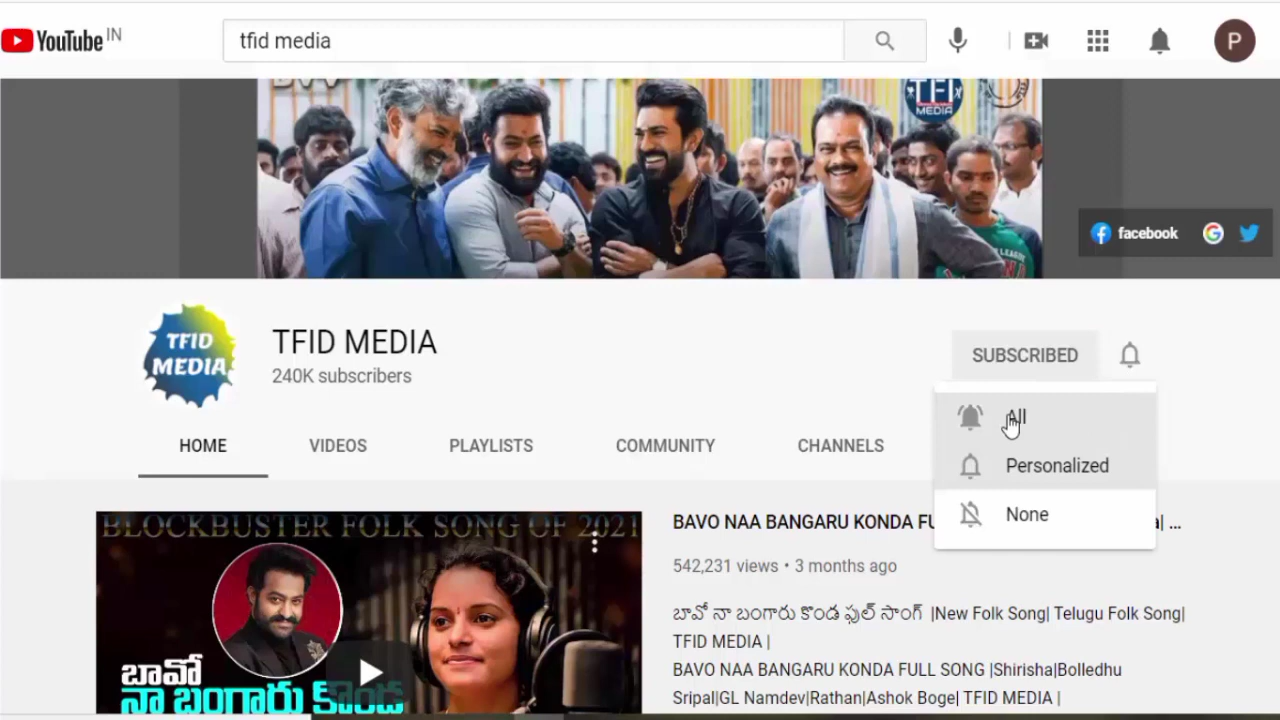 YouTube IN
tfid media
P
TFI
MEDIA
facebook
TFID
MEDIA
TFID MEDIA
240K subscribers
SUBSCRIBED
All
Personalized
None
HOME
VIDEOS
PLAYLISTS
COMMUNITY
CHANNELS
BLOCKBUSTER FOLK SONG OF 2021
బావో
నా బంగారు కొండ
BAVO NAA BANGARU KONDA FU
a| ...
542,231 views • 3 months ago
బావో నా బంగారు కొండ ఫుల్ సాంగ్ |New Folk Song| Telugu Folk Song|
TFID MEDIA |
BAVO NAA BANGARU KONDA FULL SONG |Shirisha|Bolledhu
Sripal|GL Namdev|Rathan|Ashok Boge| TFID MEDIA |